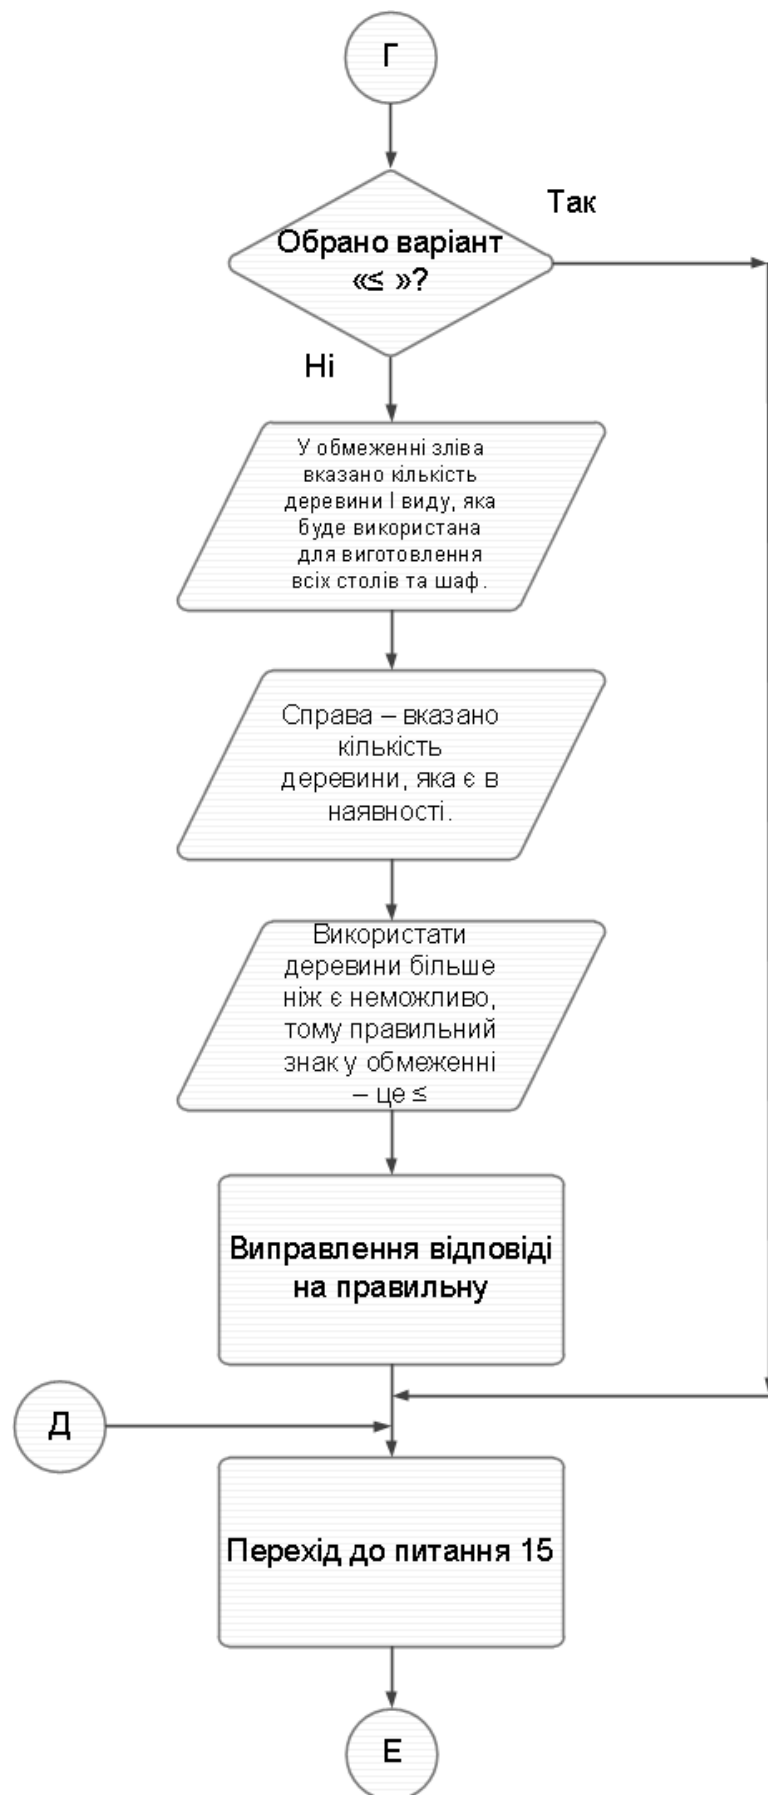 Г
Так
Обрано варіант
«≤ »?
Ні
У обмеженні зліва
вказано кількість
деревини І виду, яка
буде використана
для виготовлення
всіх столів та шаф.
Справа – вказано
кількість
деревини, яка є в
наявності.
Використати
деревини більше
ніж є неможливо,
тому правильний
знак у обмеженні
– це ≤
Виправлення відповіді
на правильну
Д
Перехід до питання 15
Е